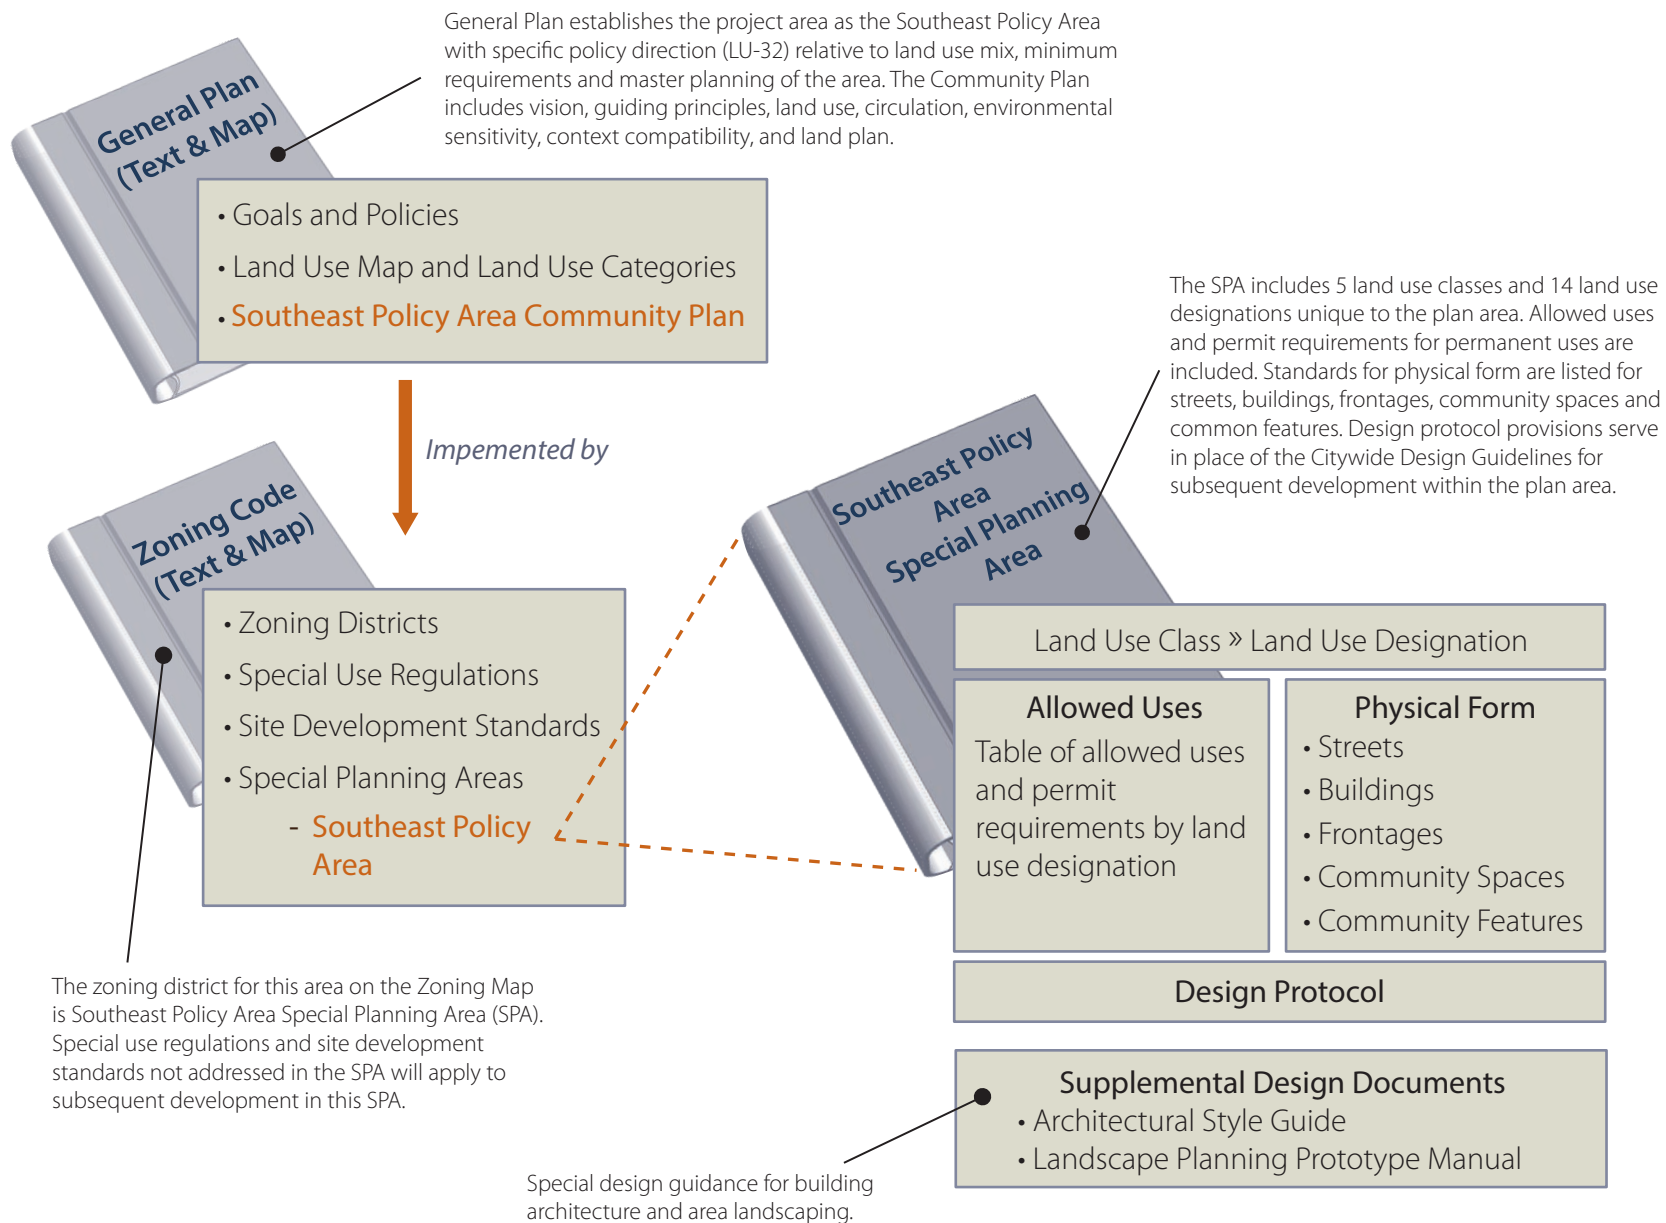 General Plan establishes the project area as the Southeast Policy Area
with specific policy direction (LU-32) relative to land use mix, minimum
requirements and master planning of the area. The Community Plan
includes vision, guiding principles, land use, circulation, environmental
sensitivity, context compatibility, and land plan.
General Plan
(Text & Map)
• Goals and Policies
• Land Use Map and Land Use Categories
• Southeast Policy Area Community Plan
Impemented by
Zoning Code
(Text & Map)
• Zoning Districts
• Special Use Regulations
• Site Development Standards
• Special Planning Areas
- Southeast Policy
Area
The zoning district for this area on the Zoning Map
is Southeast Policy Area Special Planning Area (SPA).
Special use regulations and site development
standards not addressed in the SPA will apply to
subsequent development in this SPA.
The SPA includes 5 land use classes and 14 land use
designations unique to the plan area. Allowed uses
and permit requirements for permanent uses are
included. Standards for physical form are listed for
streets, buildings, frontages, community spaces and
common features. Design protocol provisions serve
in place of the Citywide Design Guidelines for
subsequent development within the plan area.
Southeast Policy
Area
Special Planning
Area
Land Use Class » Land Use Designation
Allowed Uses
Table of allowed uses
and permit
requirements by land
use designation
Physical Form
• Streets
• Buildings
• Frontages
• Community Spaces
• Community Features
Design Protocol
Supplemental Design Documents
• Architectural Style Guide
• Landscape Planning Prototype Manual
Special design guidance for building
architecture and area landscaping.